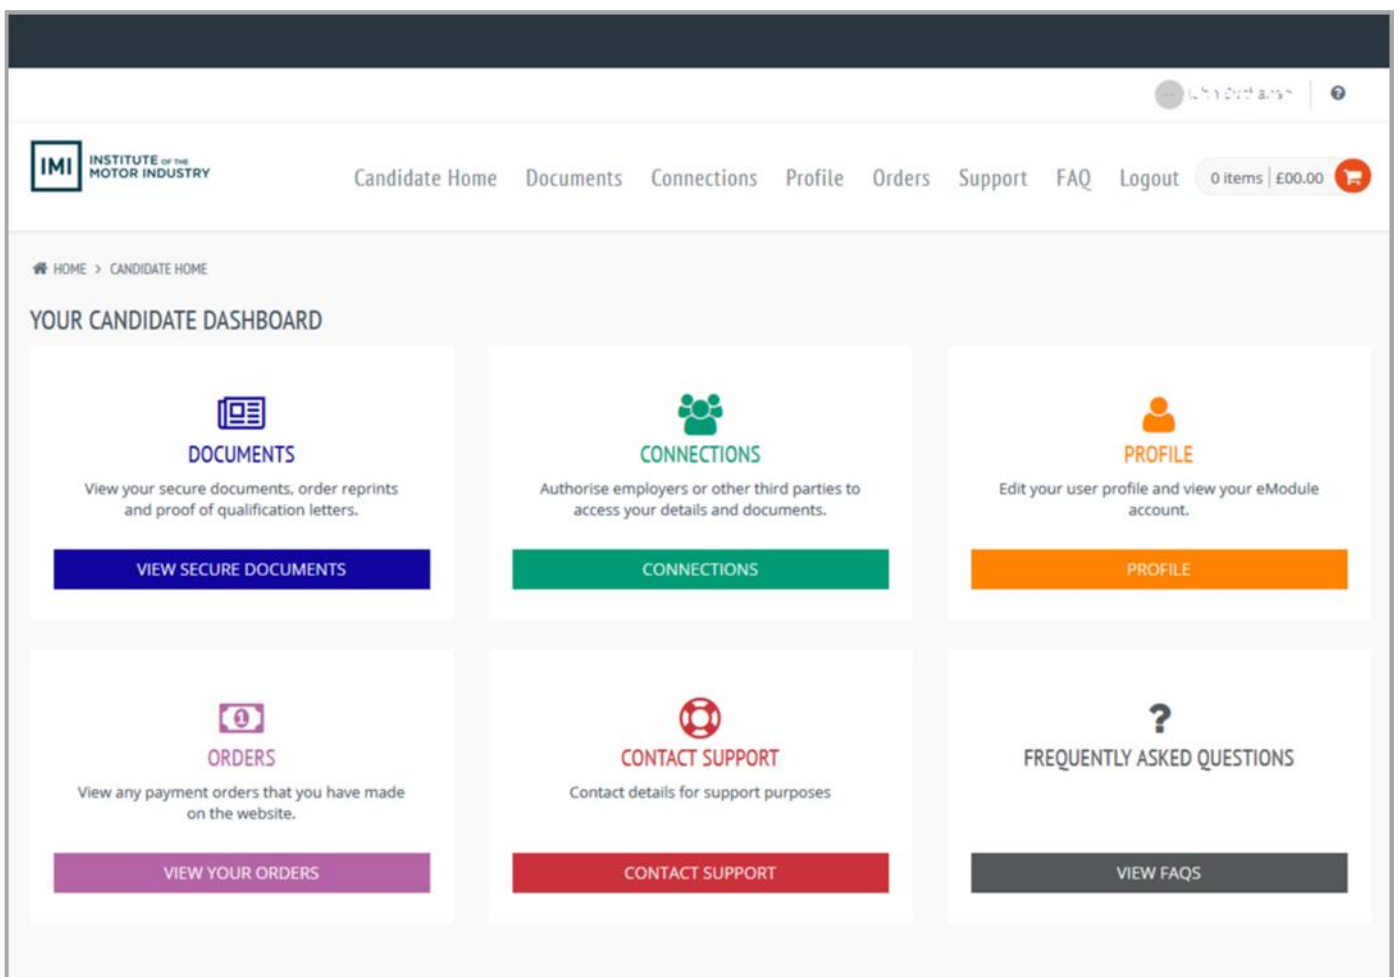 IMI INSTITUTE OF THE
MOTOR INDUSTRY
Candidate Home Documents Connections Profile Orders Support FAQ Logout 0 items £00.00
HOME > CANDIDATE HOME
YOUR CANDIDATE DASHBOARD
DOCUMENTS
View your secure documents, order reprints
and proof of qualification letters.
VIEW SECURE DOCUMENTS
CONNECTIONS
Authorise employers or other third parties to
access your details and documents.
CONNECTIONS
PROFILE
Edit your user profile and view your eModule
account.
PROFILE
1
ORDERS
View any payment orders that you have made
on the website.
VIEW YOUR ORDERS
CONTACT SUPPORT
Contact details for support purposes
CONTACT SUPPORT
?
FREQUENTLY ASKED QUESTIONS
VIEW FAQS